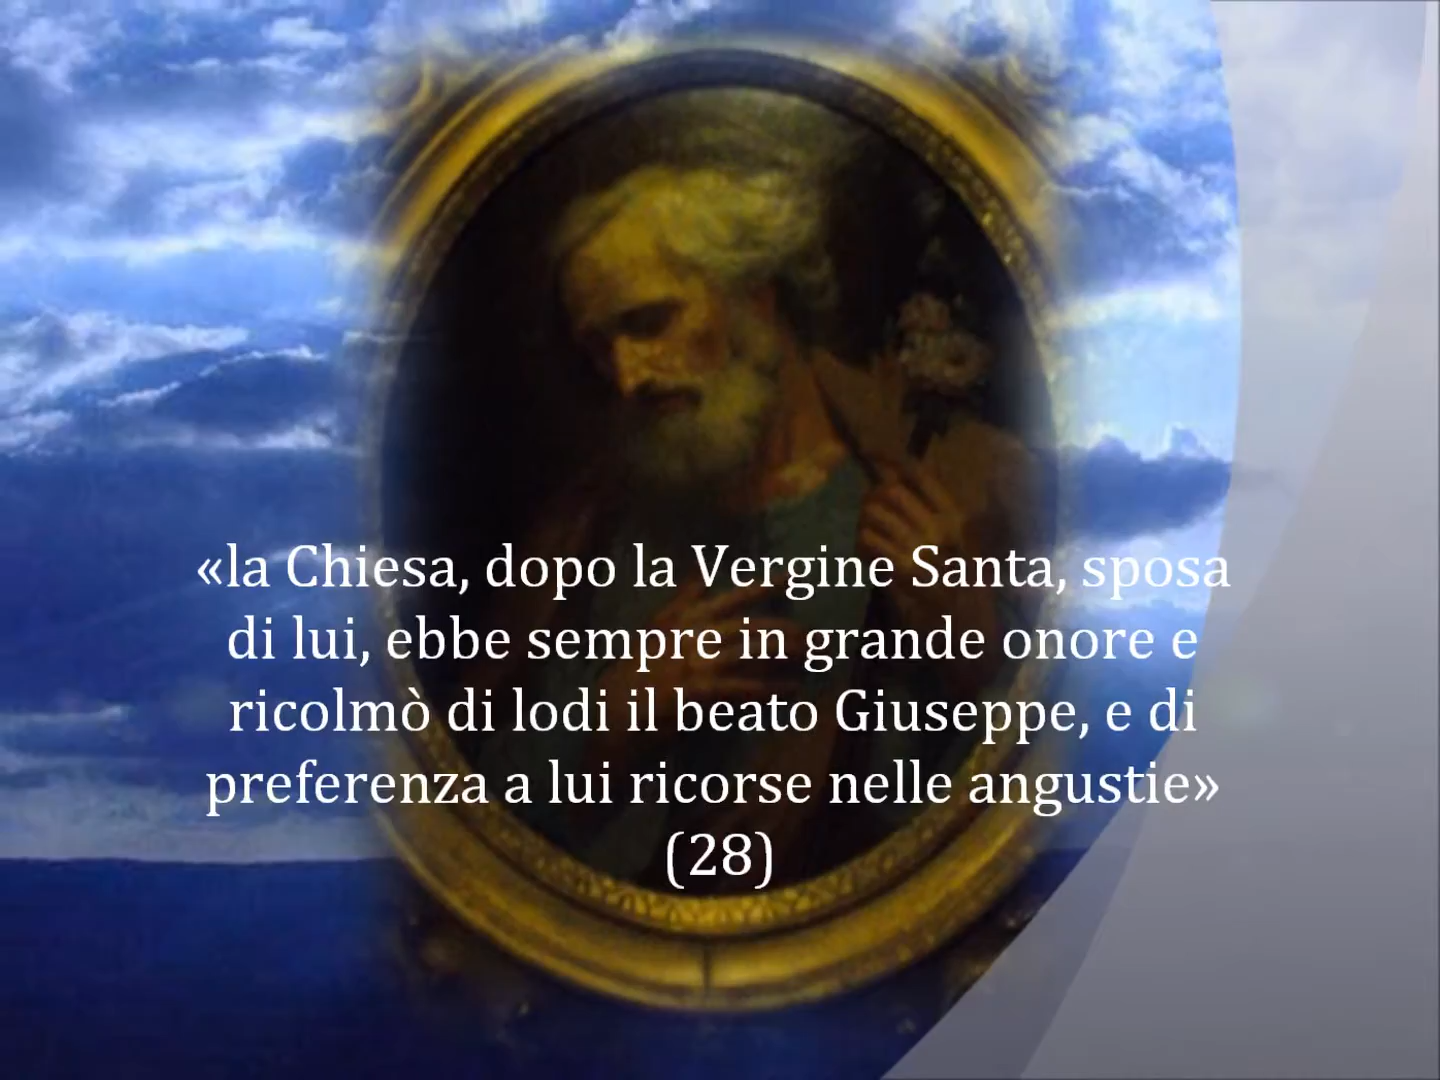 «la Chiesa, dopo la Vergine Santa, sposa
di lui, ebbe sempre in grande onore e
ricolmò di lodi il beato Giuseppe, e di
preferenza a lui ricorse nelle angustie»
(28)